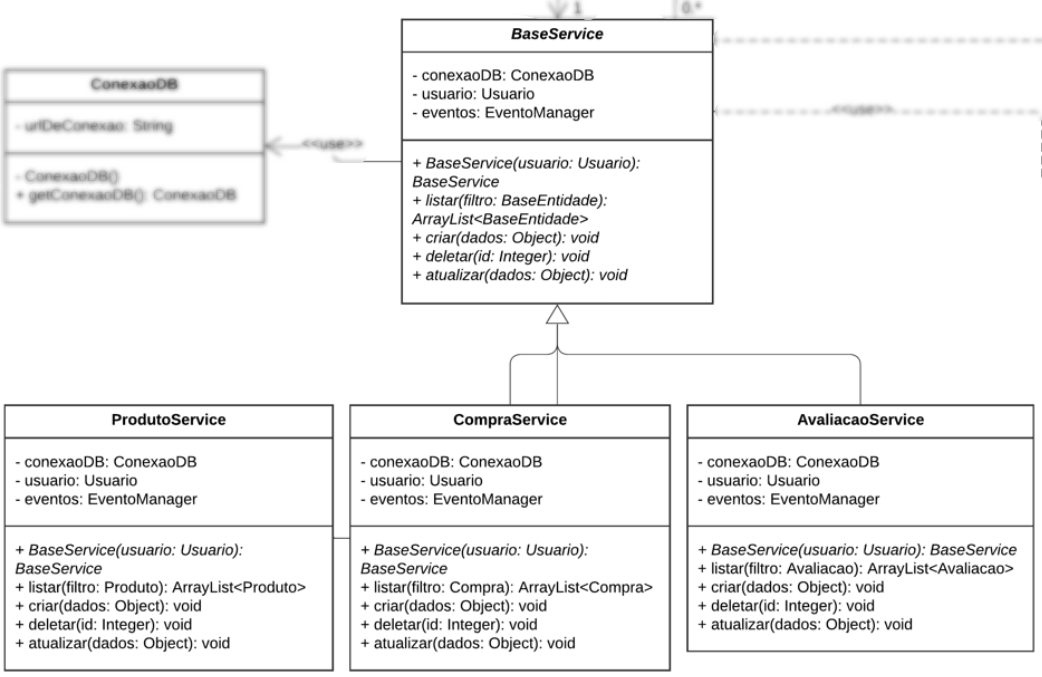 1
0.*
BaseService
- conexaoDB: ConexaoDB
- usuario: Usuario
- eventos: EventoManager
+ BaseService(usuario: Usuario):
BaseService
+ listar(filtro: BaseEntidade):
ArrayList<BaseEntidade>
+ criar(dados: Object): void
+ deletar(id: Integer): void
+ atualizar(dados: Object): void
ConexaoDB
- urlDeConexao: String
- ConexaoDB()
+ getConexaoDB(): ConexaoDB
<<use>>
<<use>>
ProdutoService
- conexaoDB: ConexaoDB
- usuario: Usuario
- eventos: EventoManager
+ BaseService(usuario: Usuario):
BaseService
+ listar(filtro: Produto): ArrayList<Produto>
+ criar(dados: Object): void
+ deletar(id: Integer): void
+ atualizar(dados: Object): void
CompraService
- conexaoDB: ConexaoDB
- usuario: Usuario
- eventos: EventoManager
+ BaseService(usuario: Usuario):
BaseService
+ listar(filtro: Compra): ArrayList<Compra>
+ criar(dados: Object): void
+ deletar(id: Integer): void
+ atualizar(dados: Object): void
AvaliacaoService
- conexaoDB: ConexaoDB
- usuario: Usuario
- eventos: EventoManager
+ BaseService(usuario: Usuario): BaseService
+ listar(filtro: Avaliacao): ArrayList<Avaliacao>
+ criar(dados: Object): void
+ deletar(id: Integer): void
+ atualizar(dados: Object): void